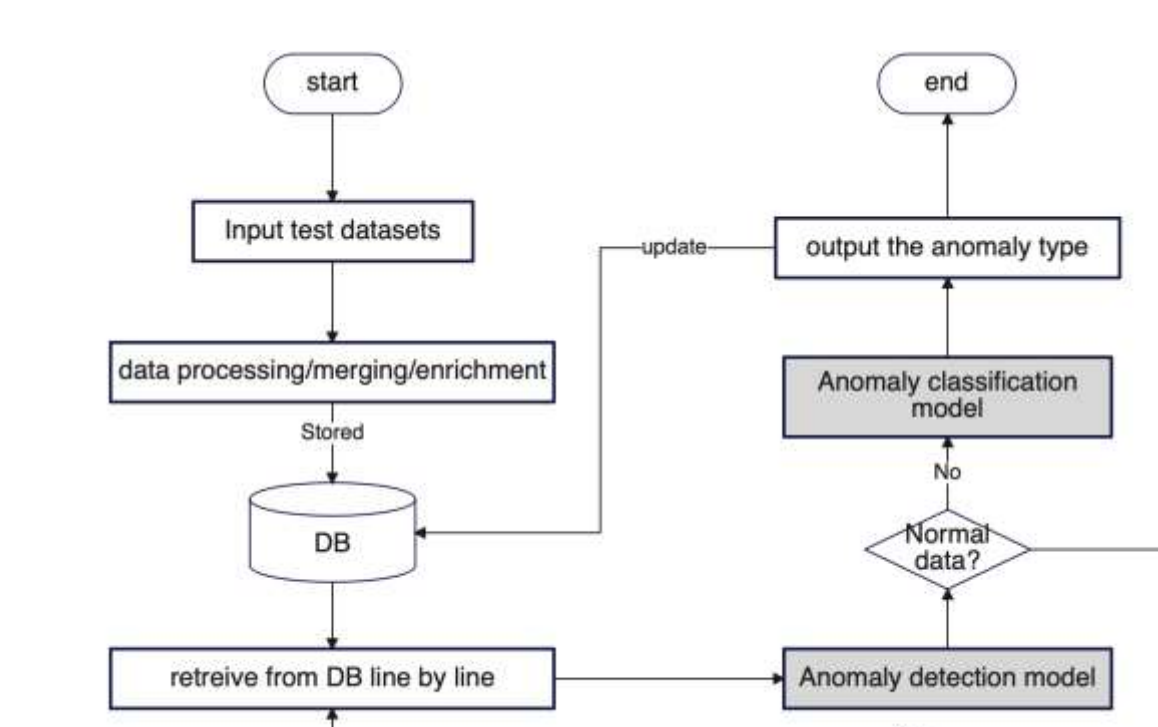 start
Input test datasets
data processing/merging/enrichment
Stored
DB
retreive from DB line by line
end
output the anomaly type
update
Anomaly classification
model
No
Normal
data?
Anomaly detection model